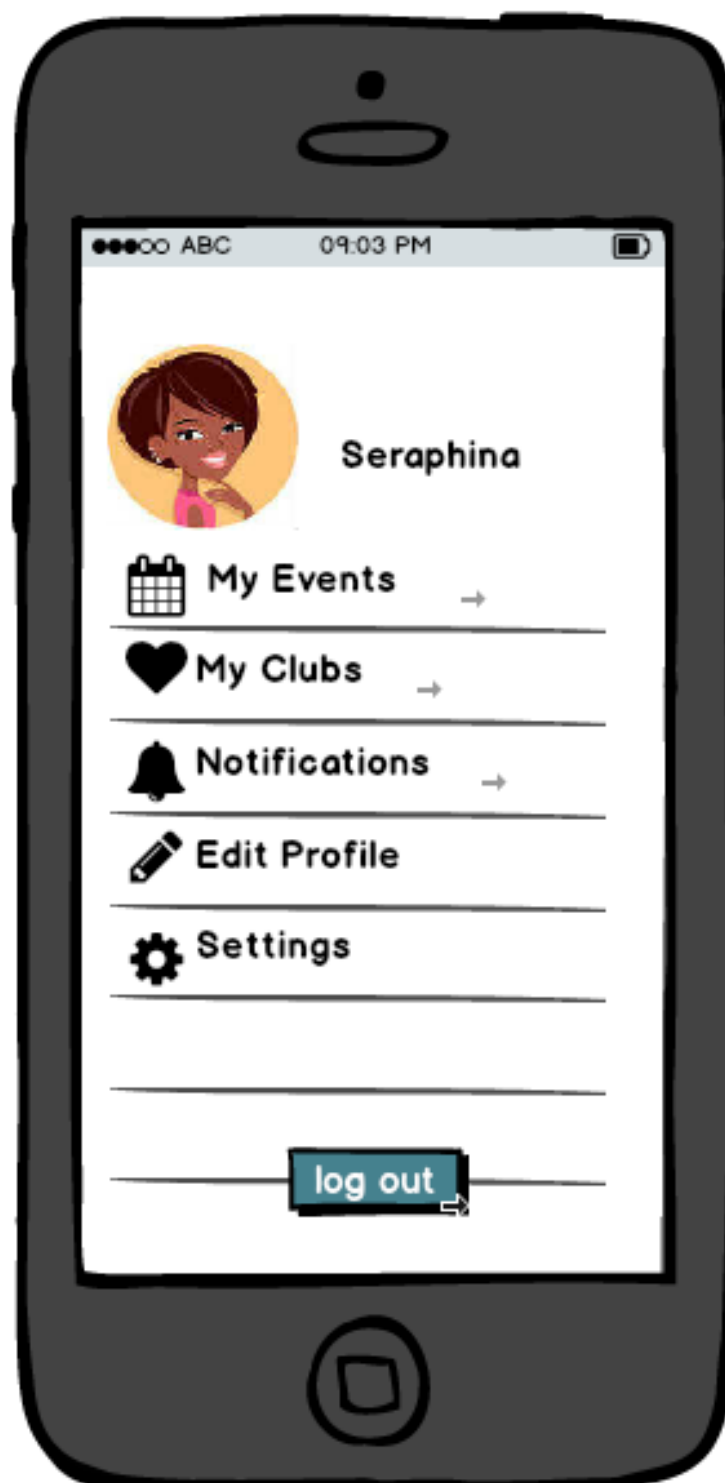 ABC 09:03 PM
Seraphina
My Events
My Clubs
Notifications
Edit Profile
Settings
log out